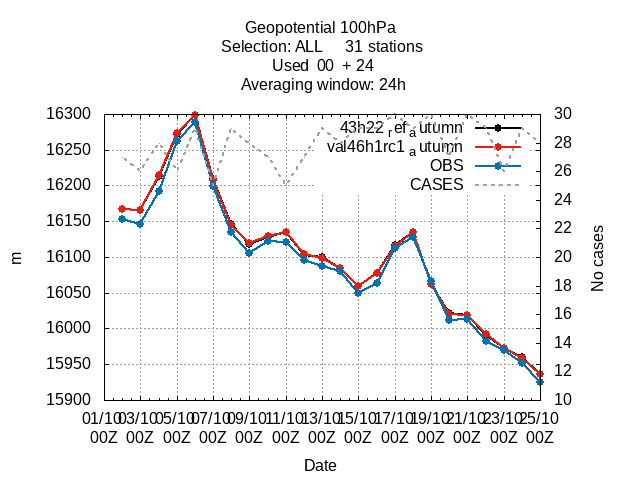 Geopotential 100hPa
Selection: ALL 31 stations
Used 00 + 24
Averaging window: 24h
43h22_ref_autumn
val46h1rc1_autumn
OBS
CASES
16300
16250
16200
16150
16100
16050
16000
15950
15900
m
30
28
26
24
22
20
18
16
14
12
10
No cases
01/10 03/10 05/10 07/10 09/10 11/10 13/10 15/10 17/10 19/10 21/10 23/10 25/10
00Z 00Z 00Z 00Z 00Z 00Z 00Z 00Z 00Z 00Z 00Z 00Z 00Z
Date